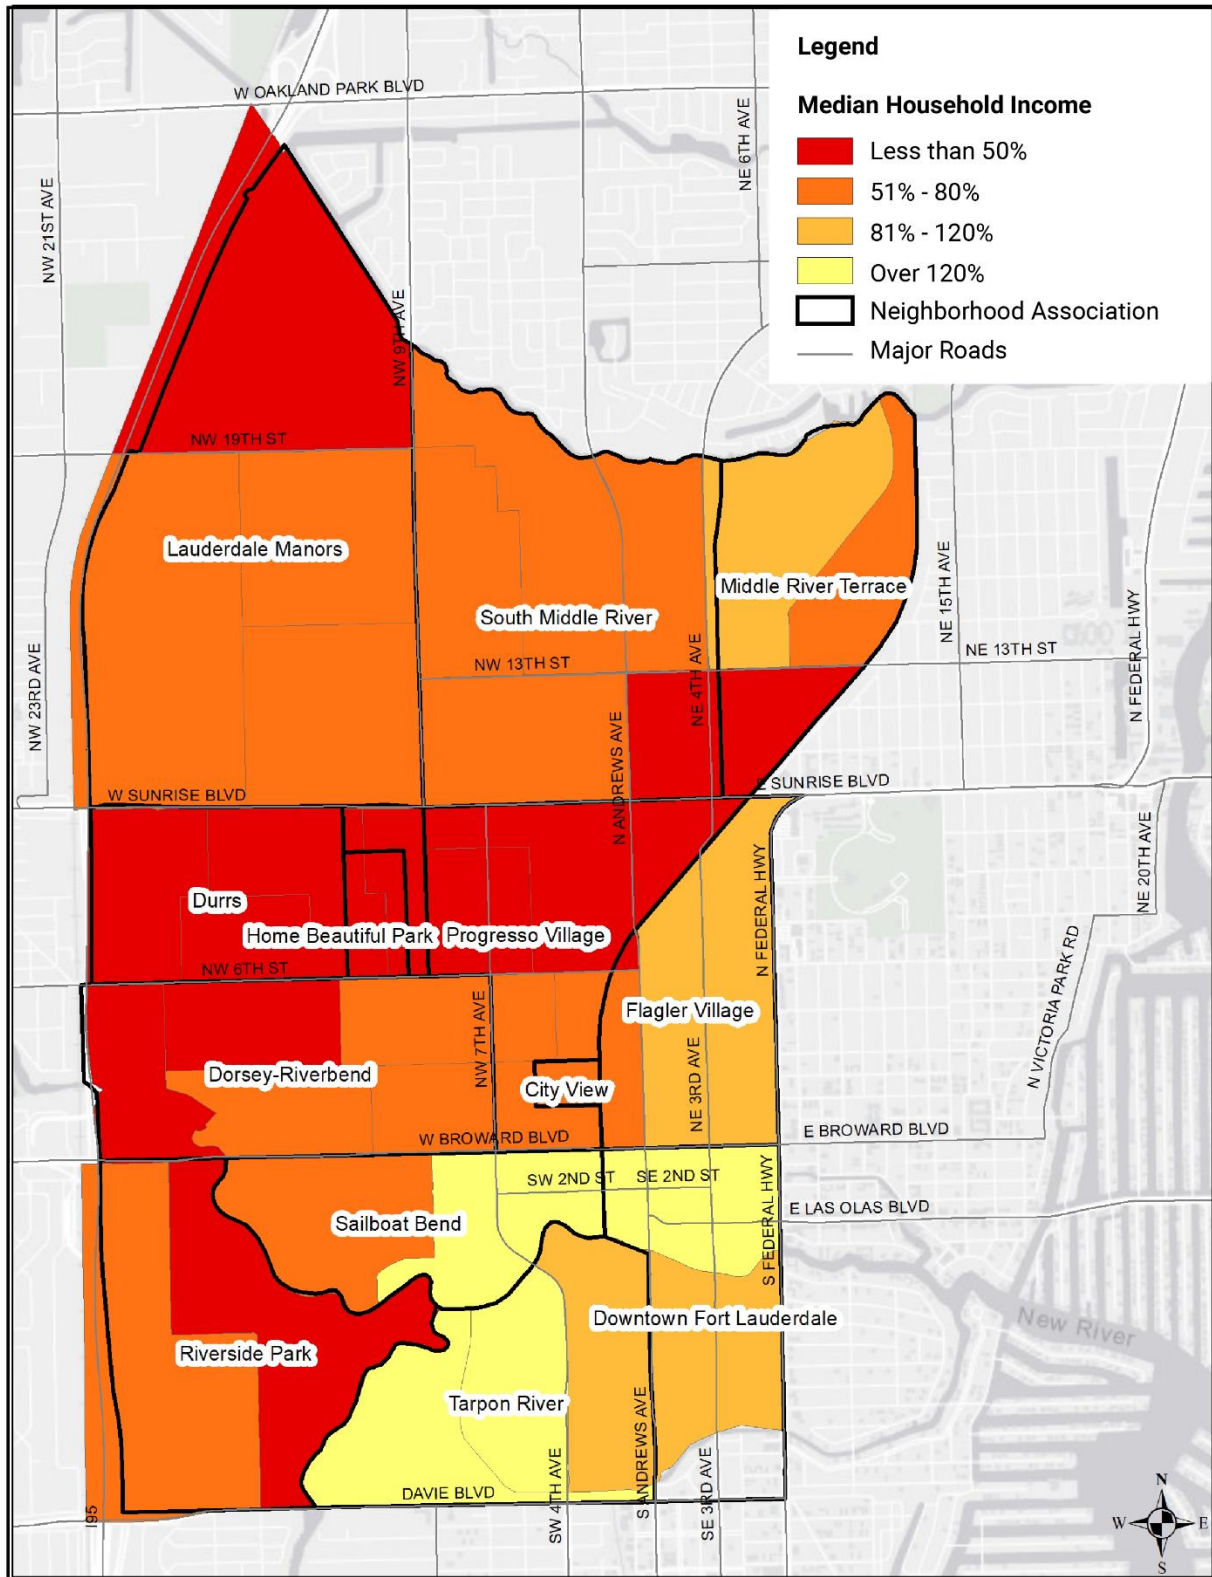 Legend
Median Household Income
Less than 50%
51% - 80%
81% - 120%
Over 120%
Neighborhood Association
Major Roads
W OAKLAND PARK BLVD
NE 6TH AVE
NW 21ST AVE
NW 9TH AVE
NW 19TH ST
Lauderdale Manors
South Middle River
Middle River Terrace
NE 15TH AVE
N FEDERAL HWY
NW 13TH ST
NE 13TH ST
NE 4TH AVE
NW 23RD AVE
N ANDREWS AVE
W SUNRISE BLVD
E SUNRISE BLVD
NE 20TH AVE
N FEDERAL HWY
Durrs
Home Beautiful Park
Progresso Village
NW 6TH ST
N VICTORIA PARK RD
Flagler Village
NW 7TH AVE
NE 3RD AVE
Dorsey-Riverbend
City View
W BROWARD BLVD
E BROWARD BLVD
SW 2ND ST
SE 2ND ST
E LAS OLAS BLVD
S FEDERAL HWY
Sailboat Bend
Downtown Fort Lauderdale
New River
Riverside Park
Tarpon River
S ANDREWS AVE
SW 4TH AVE
SE 3RD AVE
DAVIE BLVD
I95
N
W
E
S